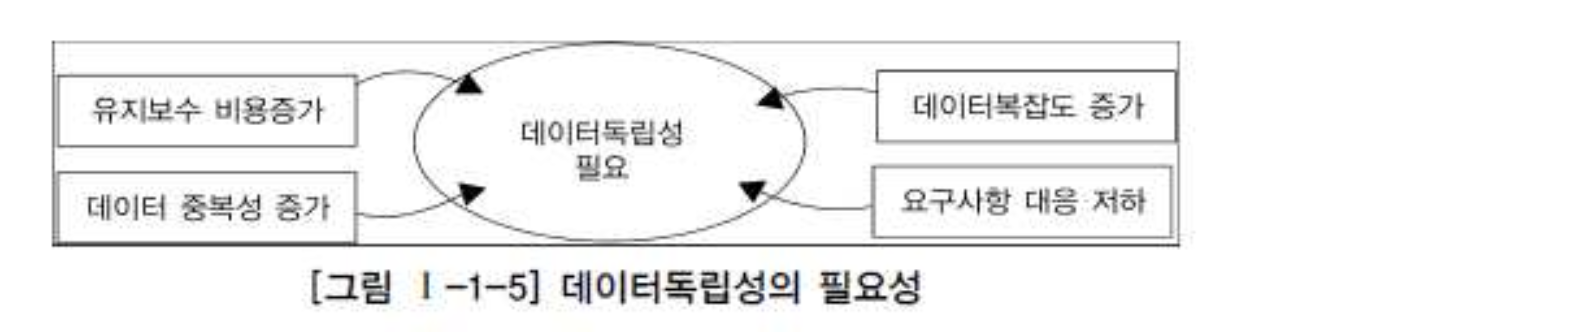 유지보수 비용증가
데이터 중복성 증가
데이터독립성
필요
데이터복잡도 증가
요구사항 대응 저하
[그림 Ⅰ-1-5] 데이터독립성의 필요성